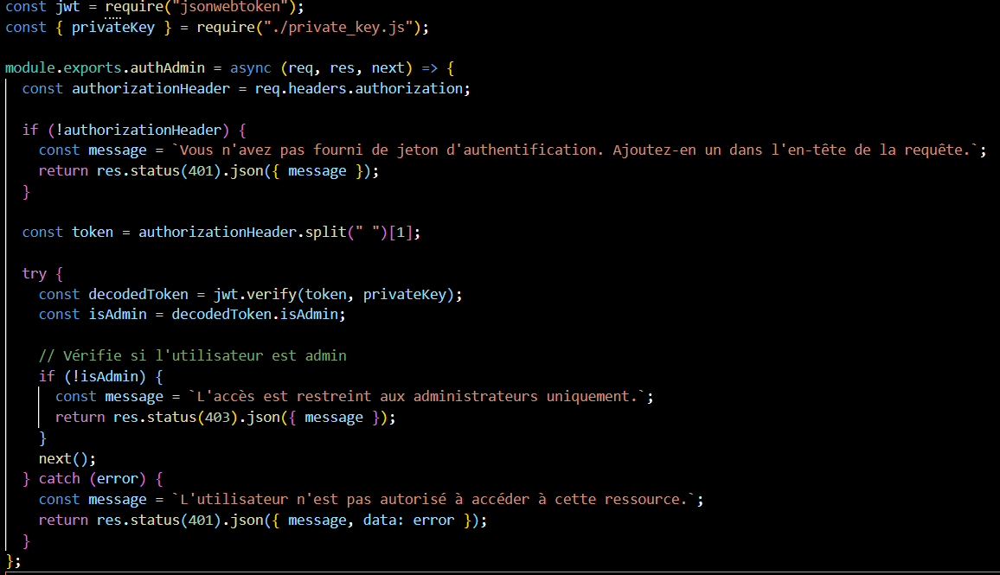 const jwt = require("jsonwebtoken");
const { privateKey } = require("./private_key.js");
module.exports.authAdmin = async (req, res, next) => {
const authorizationHeader = req.headers.authorization;
if (!authorizationHeader) {
const message = `Vous n'avez pas fourni de jeton d'authentification. Ajoutez-en un dans l'en-tête de la requête.`;
return res.status(401).json({ message });
}
const token = authorizationHeader.split(" ")[1];
try {
const decodedToken = jwt.verify(token, privateKey);
const isAdmin = decodedToken.isAdmin;
// Vérifie si l'utilisateur est admin
if (!isAdmin) {
const message = `L'accès est restreint aux administrateurs uniquement.`;
return res.status(403).json({ message });
}
next();
} catch (error) {
const message = `L'utilisateur n'est pas autorisé à accéder à cette ressource.`;
return res.status(401).json({ message, data: error });
}
};